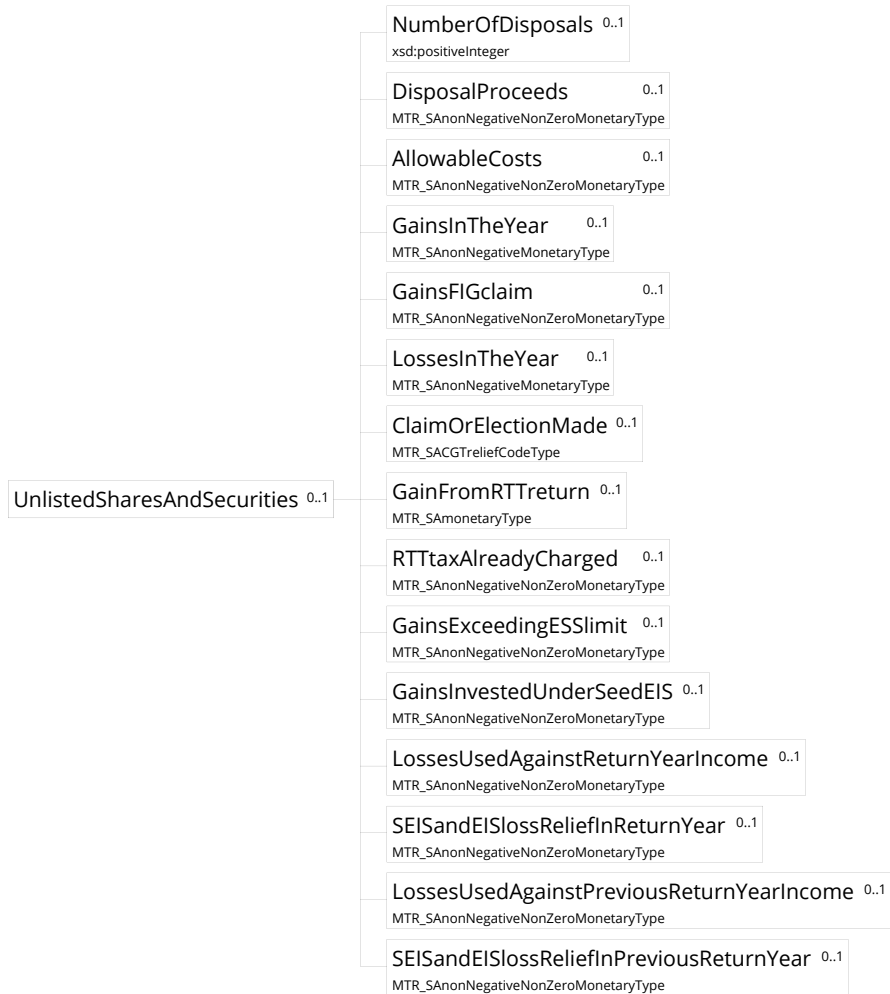 NumberOfDisposals 0..1
xsd:positiveInteger
DisposalProceeds 0..1
MTR_SAnonNegativeNonZeroMonetaryType
AllowableCosts 0..1
MTR_SAnonNegativeNonZeroMonetaryType
GainsInTheYear 0..1
MTR_SAnonNegativeMonetaryType
GainsFIGclaim 0..1
MTR_SAnonNegativeNonZeroMonetaryType
LossesInTheYear 0..1
MTR_SAnonNegativeMonetaryType
ClaimOrElectionMade 0..1
MTR_SACGTreliefCodeType
UnlistedSharesAndSecurities 0..1
GainFromRTTreturn 0..1
MTR_SAmonetaryType
RTTtaxAlreadyCharged 0..1
MTR_SAnonNegativeNonZeroMonetaryType
GainsExceedingESSlimit 0..1
MTR_SAnonNegativeNonZeroMonetaryType
GainsInvestedUnderSeedEIS 0..1
MTR_SAnonNegativeNonZeroMonetaryType
LossesUsedAgainstReturnYearIncome 0..1
MTR_SAnonNegativeNonZeroMonetaryType
SEISandEISlossReliefInReturnYear 0..1
MTR_SAnonNegativeNonZeroMonetaryType
LossesUsedAgainstPreviousReturnYearIncome 0..1
MTR_SAnonNegativeNonZeroMonetaryType
SEISandEISlossReliefInPreviousReturnYear 0..1
MTR_SAnonNegativeNonZeroMonetaryType